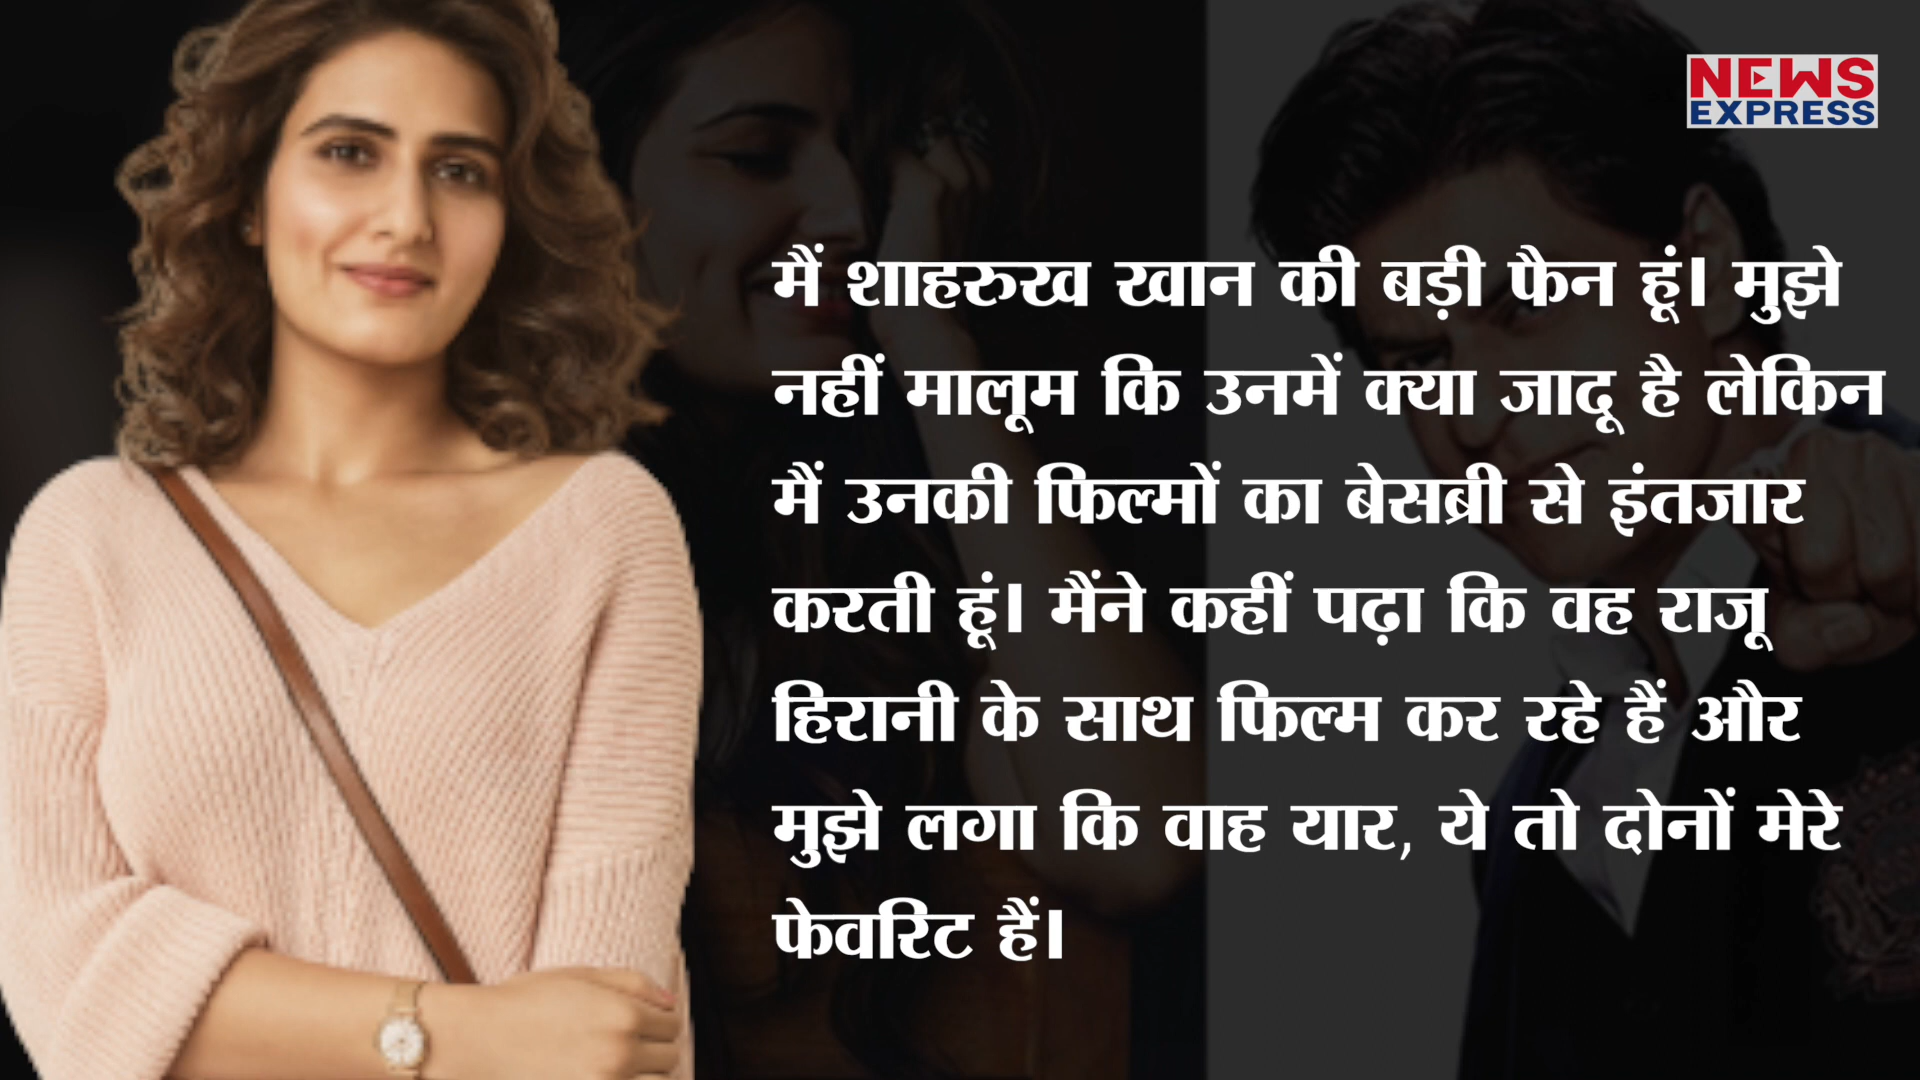 NEWS
EXPRESS
मैं शाहरुख खान की बड़ी फैन हूं। मुझे
नहीं मालूम कि उनमें क्या जादू है लेकिन
मैं उनकी फिल्मों का बेसब्री से इंतजार
करती हूं। मैंने कहीं पढ़ा कि वह राजू
हिरानी के साथ फिल्म कर रहे हैं और
मुझे लगा कि वाह यार, ये तो दोनों मेरे
फेवरिट हैं।